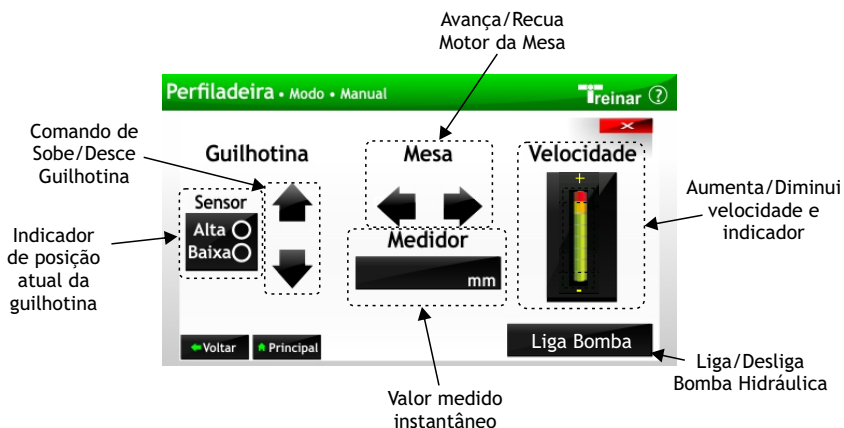 Avança/Recua
Motor da Mesa
Perfiladeira • Modo • Manual
Treinar ?
Comando de
Sobe/Desce
Guilhotina
Guilhotina
Mesa
Velocidade
Sensor
Alta
Baixa
+
-
Aumenta/Diminui
velocidade e
indicador
Indicador
de posição
atual da
guilhotina
Medidor
mm
Voltar
Principal
Liga Bomba
Liga/Desliga
Bomba Hidráulica
Valor medido
instantâneo